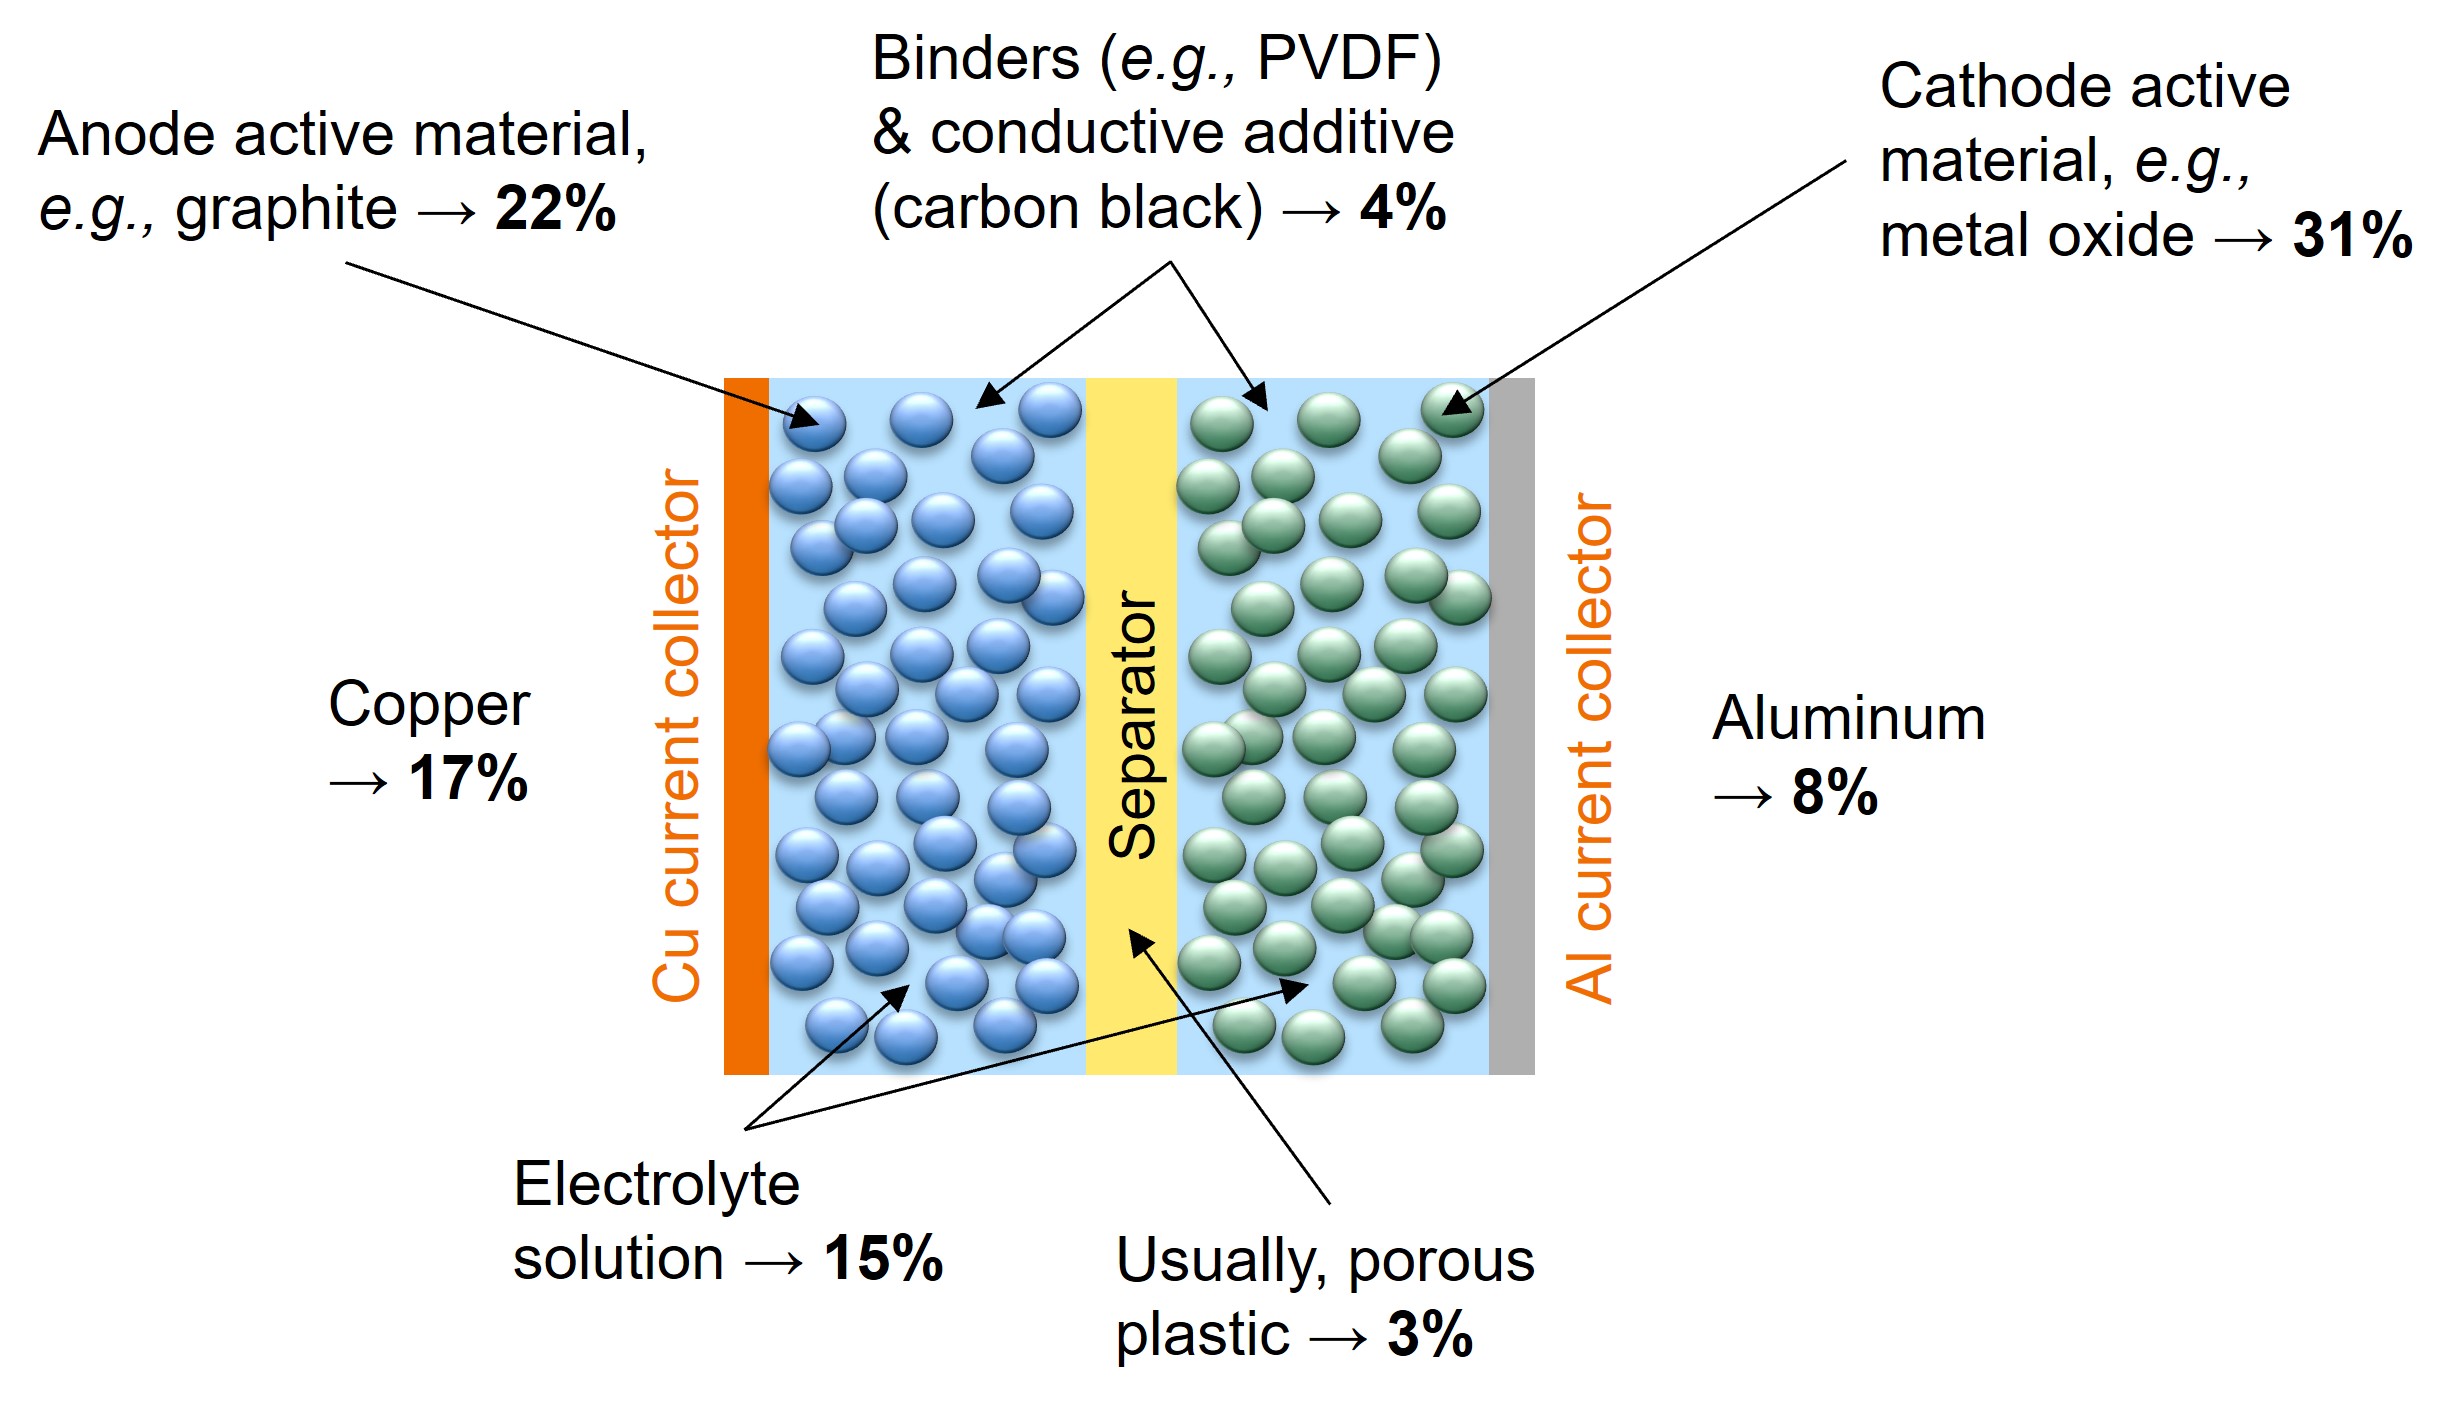 Anode active material,
e.g., graphite → 22%
Binders (e.g., PVDF)
& conductive additive
(carbon black) → 4%
Cathode active
material, e.g.,
metal oxide → 31%
Copper
→ 17%
Cu current collector
Separator
Al current collector
Aluminum
→ 8%
Electrolyte
solution → 15%
Usually, porous
plastic → 3%